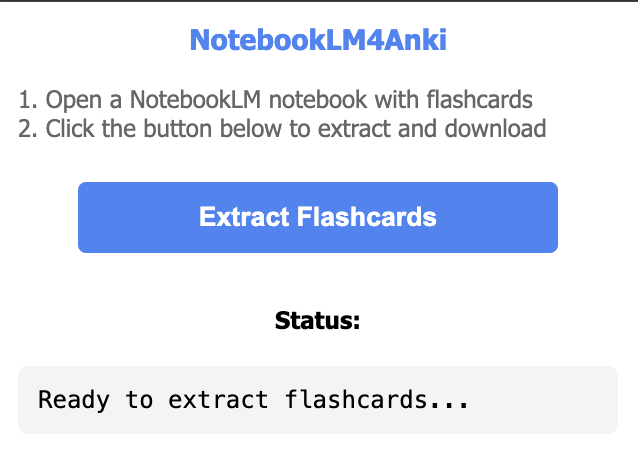 NotebookLM4Anki
1. Open a NotebookLM notebook with flashcards
2. Click the button below to extract and download
Extract Flashcards
Status:
Ready to extract flashcards...